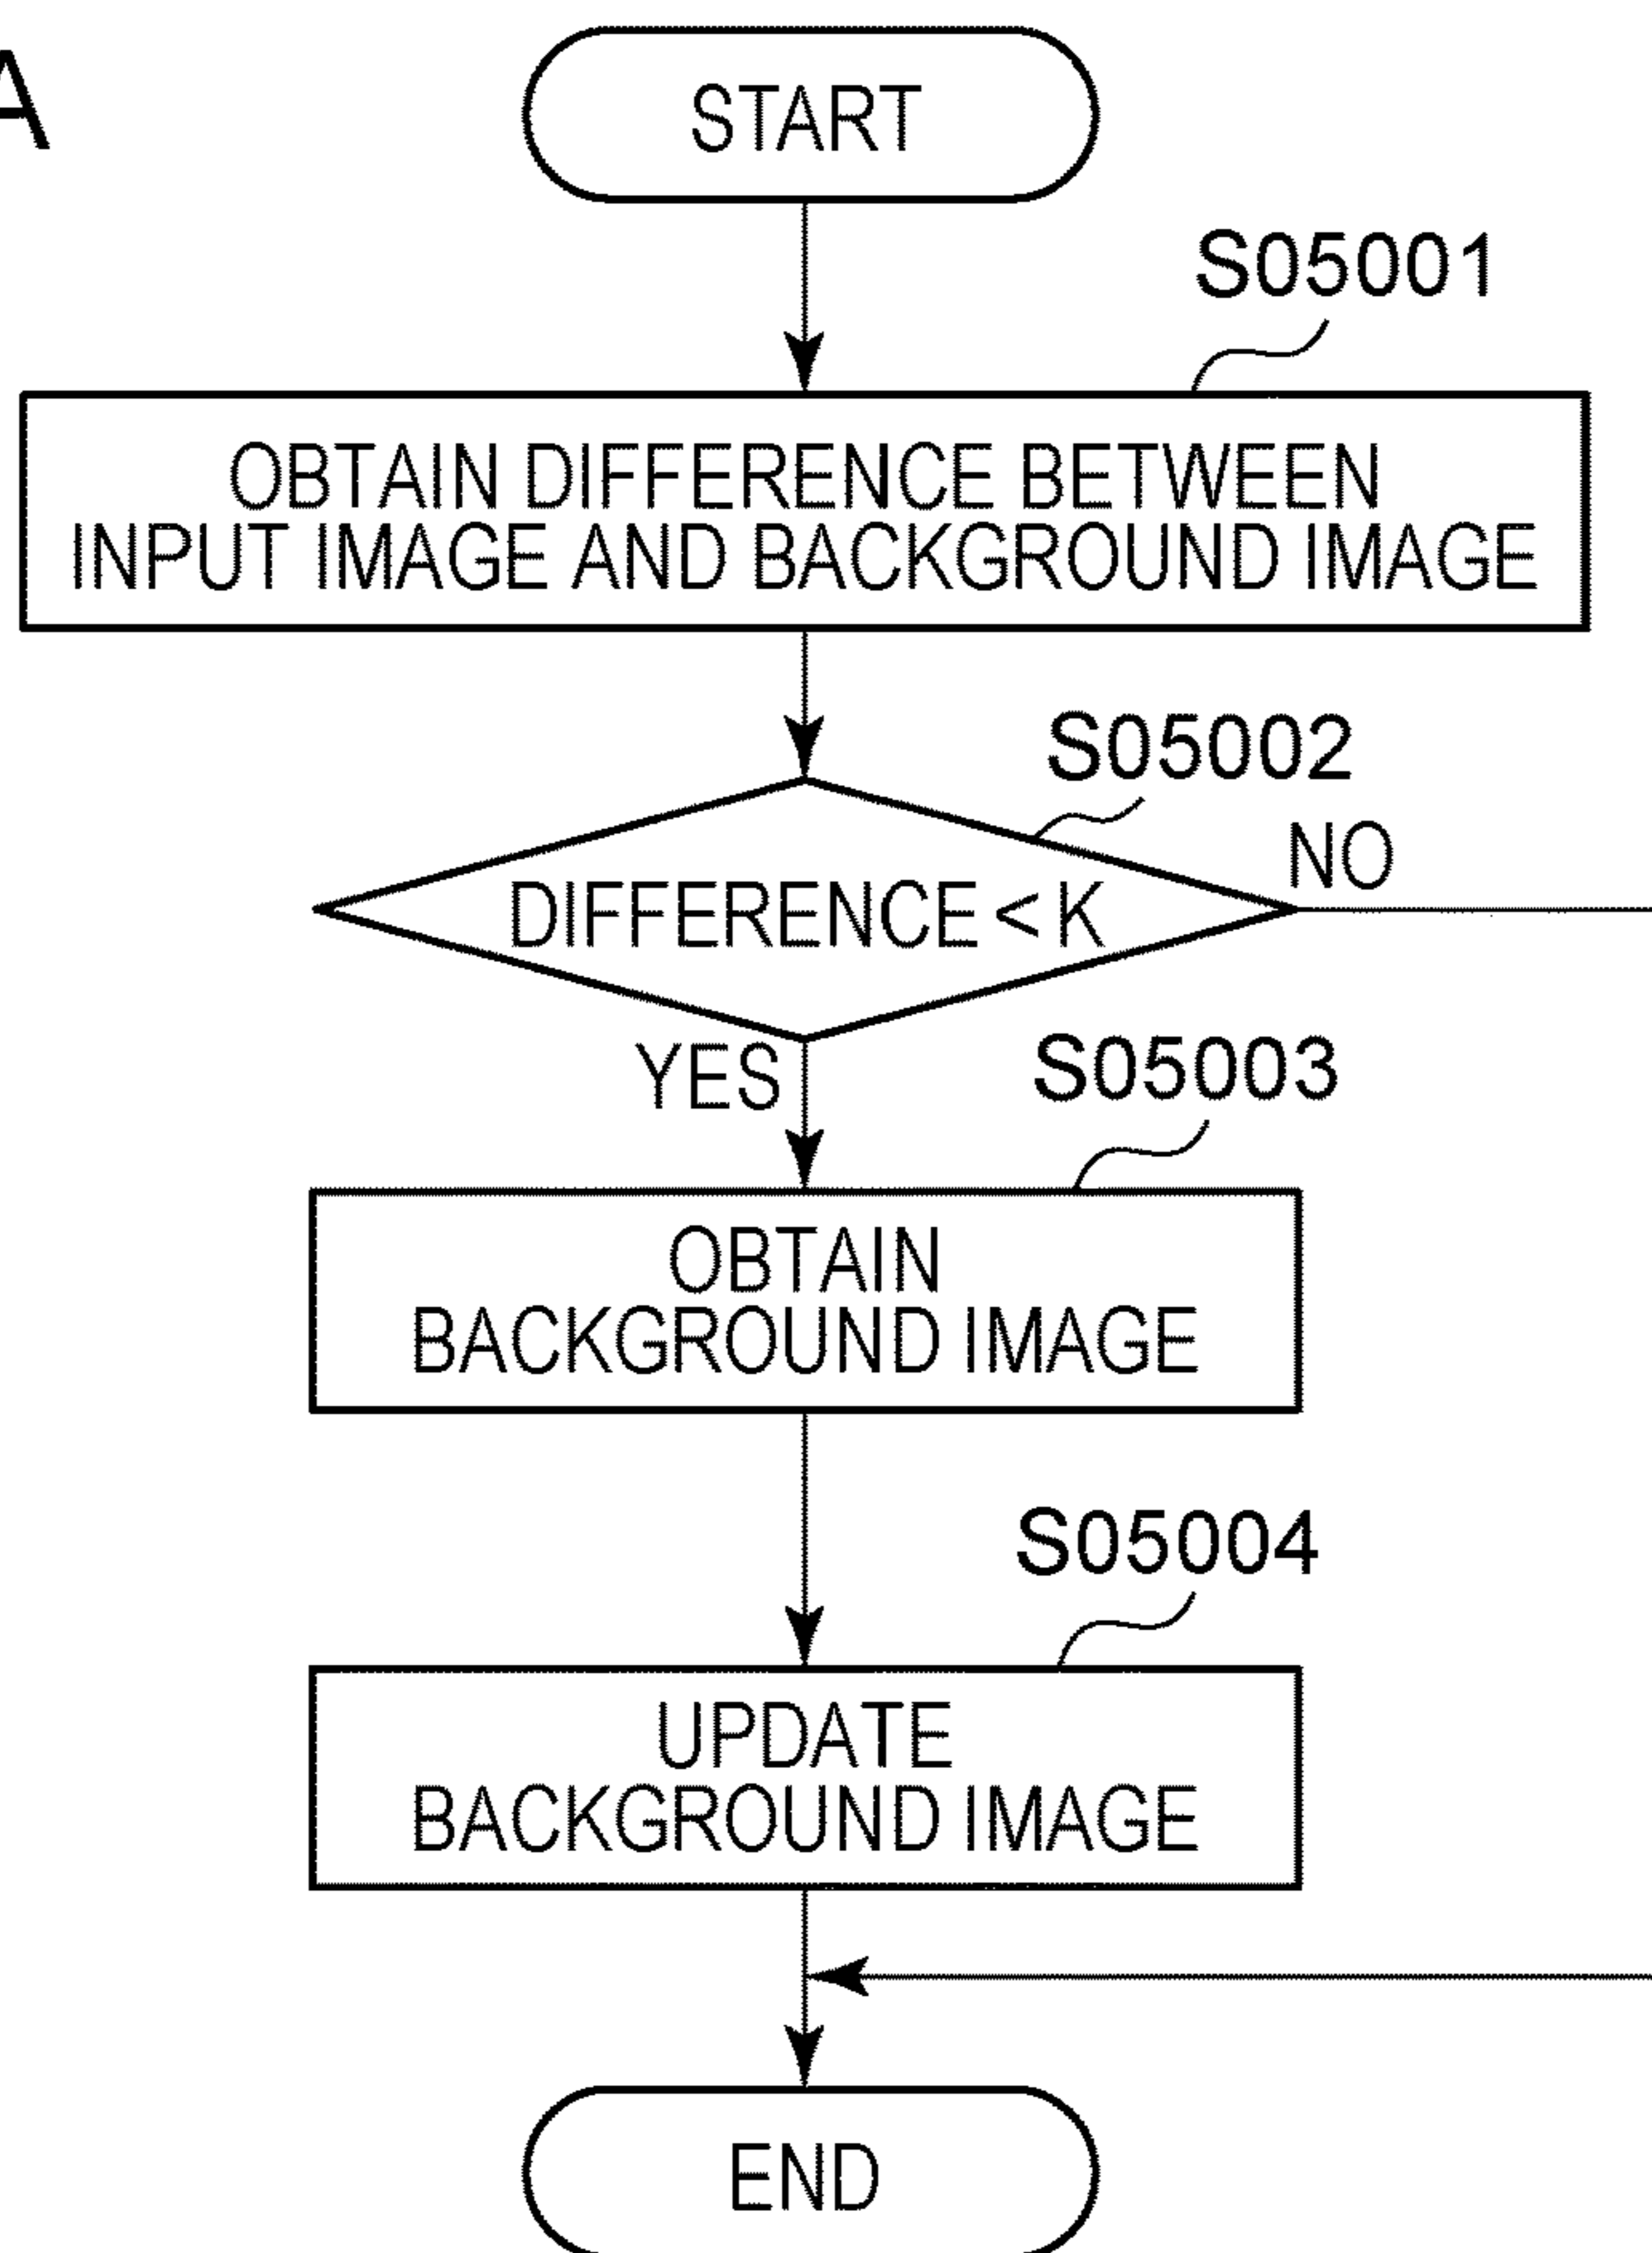 A
START
S05001
OBTAIN DIFFERENCE BETWEEN
INPUT IMAGE AND BACKGROUND IMAGE
S05002
DIFFERENCE < K
NO
YES
S05003
OBTAIN
BACKGROUND IMAGE
S05004
UPDATE
BACKGROUND IMAGE
END